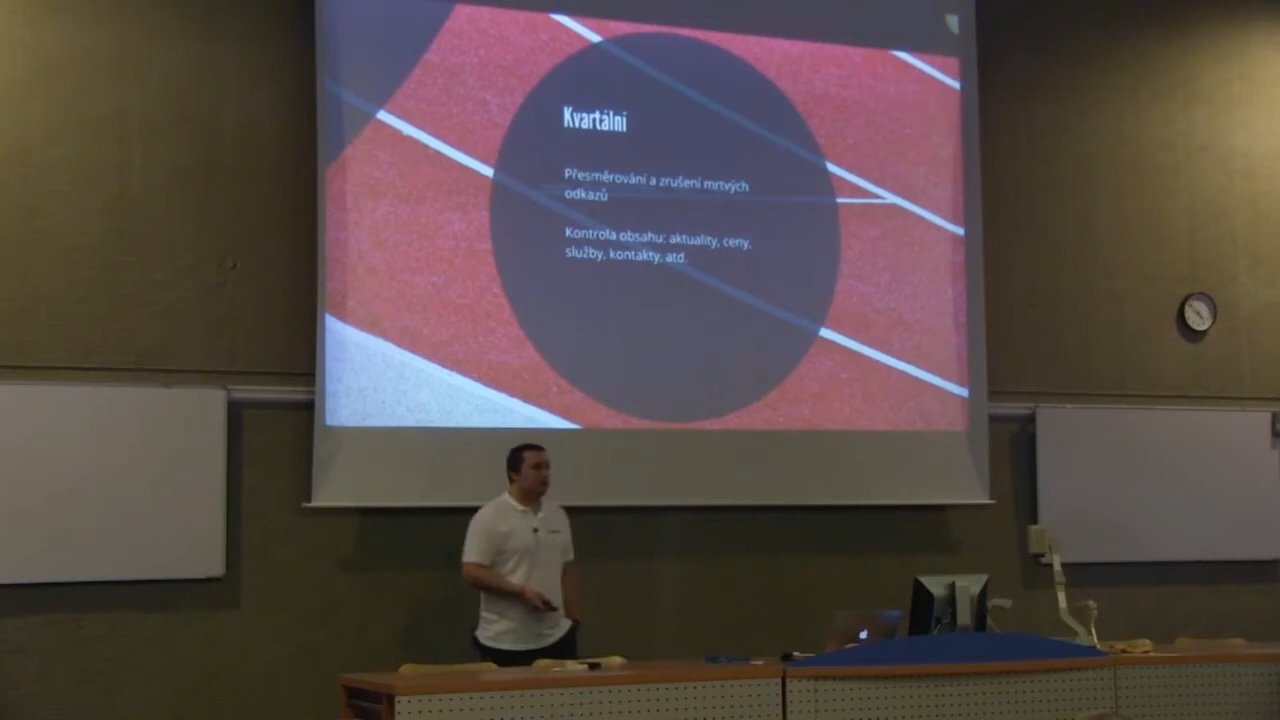 Kvartální
Přesměrování a zrušení mrtvých
odkazů
Kontrola obsahu: aktuality, ceny,
služby, kontakty, atd.